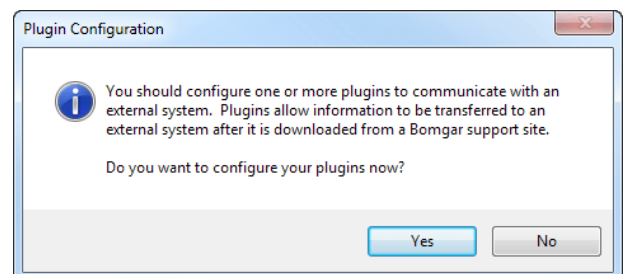 Plugin Configuration
You should configure one or more plugins to communicate with an
external system.  Plugins allow information to be transferred to an
external system after it is downloaded from a Bomgar support site.
Do you want to configure your plugins now?
Yes
No